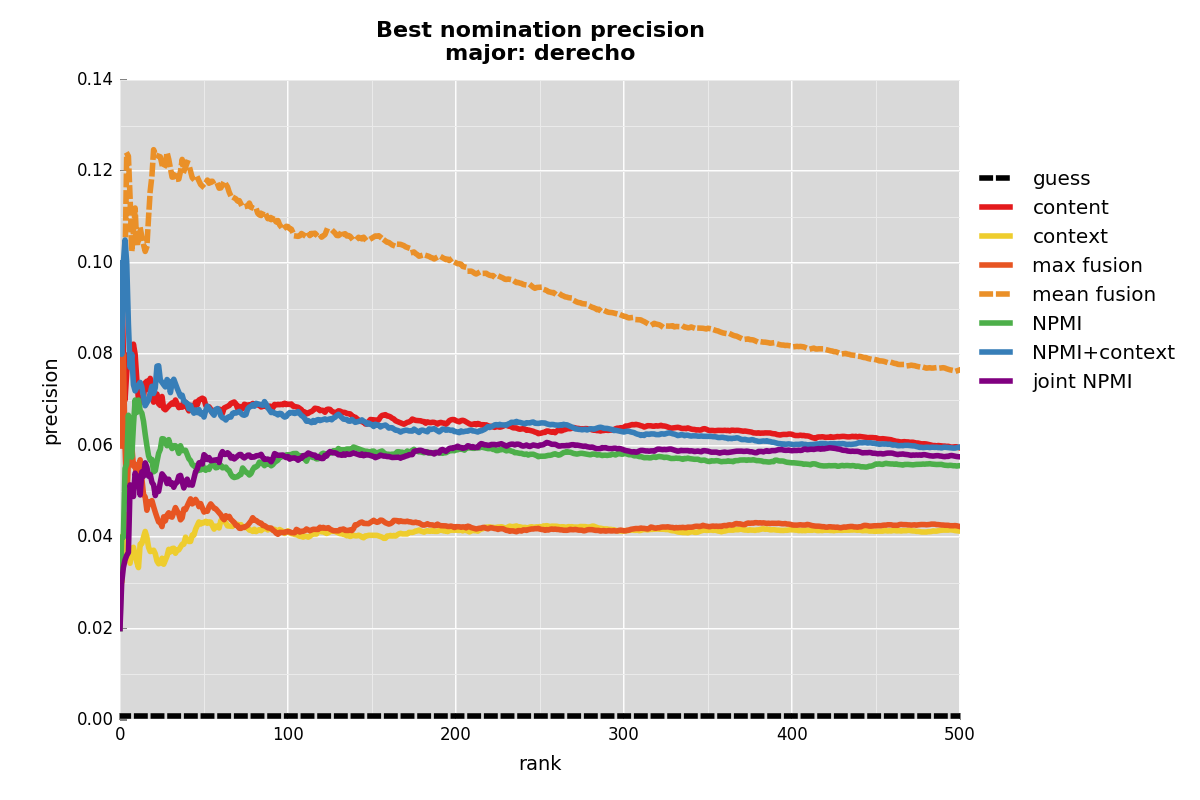 Best nomination precision
major: derecho
0.14
0.12
0.10
0.08
0.06
0.04
0.02
0.00
precision
0 100 200 300 400 500
rank
guess
content
context
max fusion
mean fusion
NPMI
NPMI+context
joint NPMI